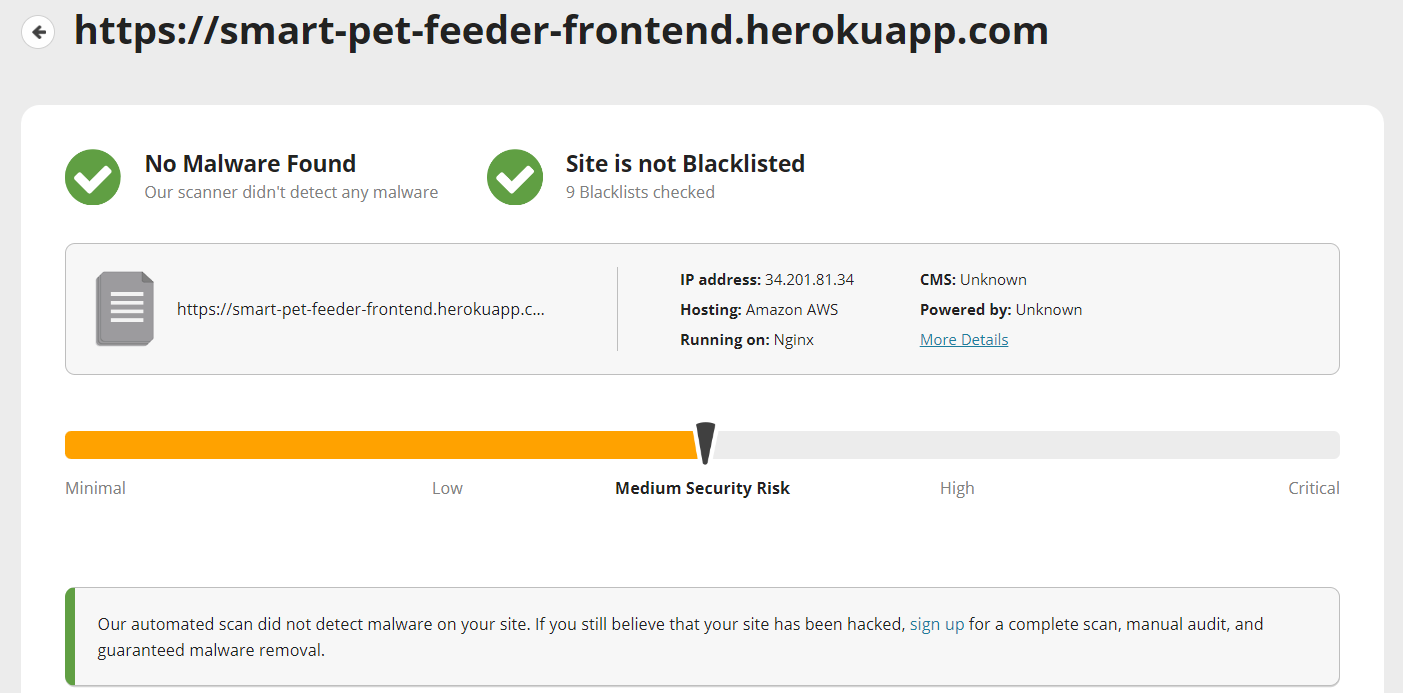 https://smart-pet-feeder-frontend.herokuapp.com
No Malware Found
Our scanner didn't detect any malware
Site is not Blacklisted
9 Blacklists checked
https://smart-pet-feeder-frontend.herokuapp.c...
IP address: 34.201.81.34
Hosting: Amazon AWS
Running on: Nginx
CMS: Unknown
Powered by: Unknown
More Details
Minimal
Low
Medium Security Risk
High
Critical
Our automated scan did not detect malware on your site. If you still believe that your site has been hacked, sign up for a complete scan, manual audit, and
guaranteed malware removal.